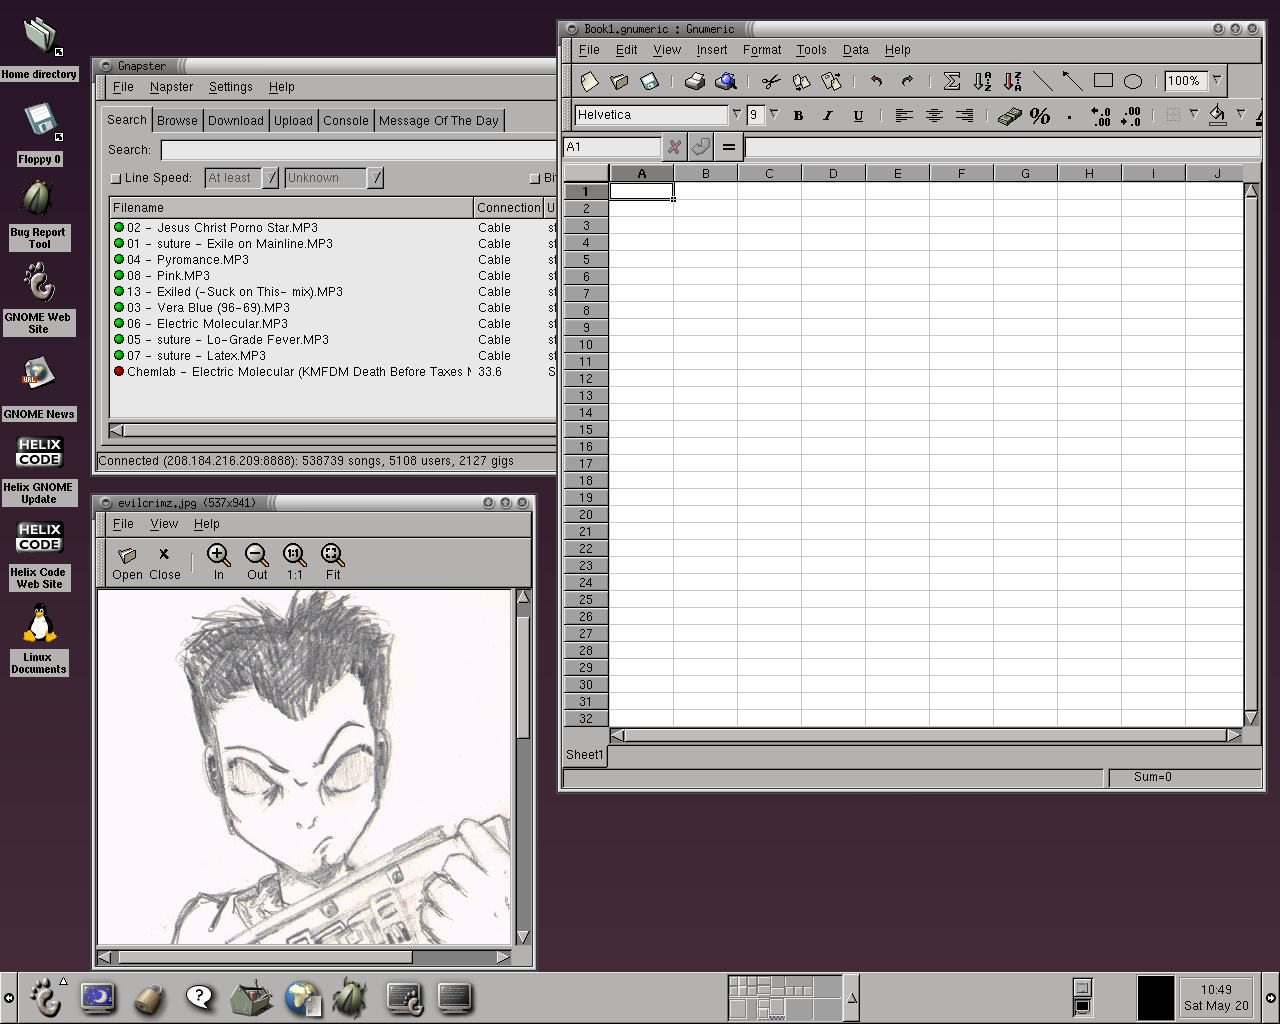 Home directory
Floppy 0
Bug Report
Tool
GNOME Web
Site
URL
GNOME News
HELIX
CODE
Helix GNOME
Update
HELIX
CODE
Helix Code
Web Site
Linux
Documents
Gnapster
File Napster Settings Help
Search Browse Download Upload Console Message Of The Day
Search:
Line Speed: At least Unknown
Filename Connection
02 - Jesus Christ Porno Star.MP3 Cable
01 - suture - Exile on Mainline.MP3 Cable
04 - Pyromance.MP3 Cable
08 - Pink.MP3 Cable
13 - Exiled (-Suck on This- mix).MP3 Cable
03 - Vera Blue (96-69).MP3 Cable
06 - Electric Molecular.MP3 Cable
05 - suture - Lo-Grade Fever.MP3 Cable
07 - suture - Latex.MP3 Cable
Chemlab - Electric Molecular (KMFDM Death Before Taxes 33.6
Connected (208.184.216.209:8888): 538739 songs, 5108 users, 2127 gigs
evilcrimz.jpg (537x941)
File View Help
Open Close In Out 1:1 Fit
Book1.gnumeric : Gnumeric
File Edit View Insert Format Tools Data Help
100%
Helvetica 9 B I U % . .00 .00
A1 =
A B C D E F G H I J
1
2
3
4
5
6
7
8
9
10
11
12
13
14
15
16
17
18
19
20
21
22
23
24
25
26
27
28
29
30
31
32
Sheet1
Sum=0
10:49
Sat May 20